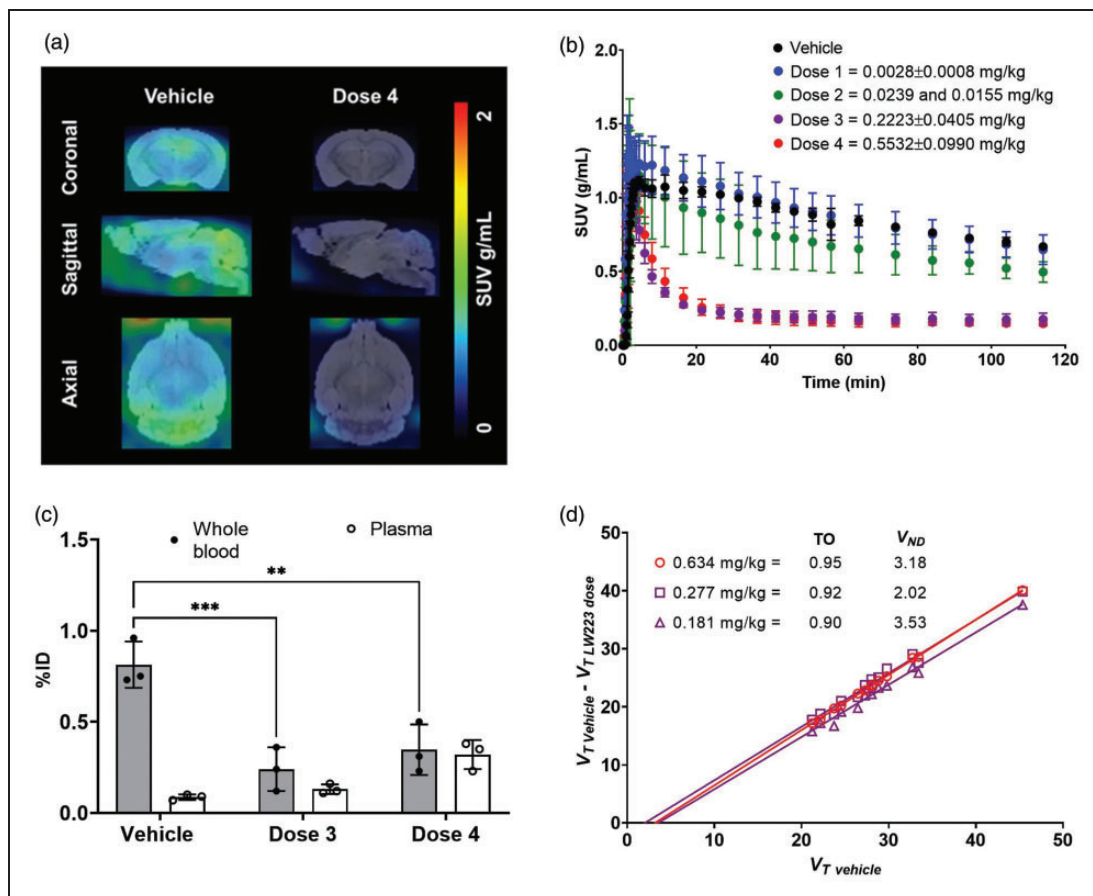 (a)
Vehicle
Dose 4
Coronal
Sagittal
Axial
2
SUV g/mL
0
(b)
2.0
1.5
1.0
0.5
0.0
SUV (g/mL)
Vehicle
Dose 1 = 0.0028±0.0008 mg/kg
Dose 2 = 0.0239 and 0.0155 mg/kg
Dose 3 = 0.2223±0.0405 mg/kg
Dose 4 = 0.5532±0.0990 mg/kg
0 20 40 60 80 100 120
Time (min)
(c)
Whole blood
Plasma
1.5
1.0
0.5
0.0
%ID
**
***
Vehicle Dose 3 Dose 4
(d)
50
40
30
20
10
0
V_T Vehicle - V_T LW223 dose
TO V_ND
0.634 mg/kg = 0.95 3.18
0.277 mg/kg = 0.92 2.02
0.181 mg/kg = 0.90 3.53
0 10 20 30 40 50
V_T vehicle